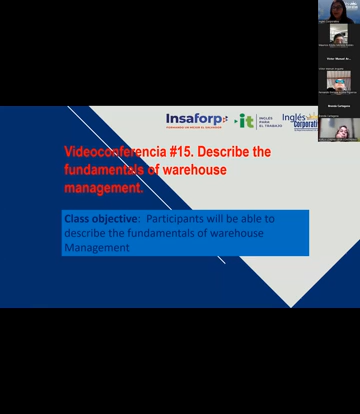 Insaforp
it
INGLÉS
PARA
EL TRABAJO
Inglés
Corporativo
Videoconferencia #15. Describe the
fundamentals of warehouse
management.
Class objective: Participants will be able to
describe the fundamentals of warehouse
Management